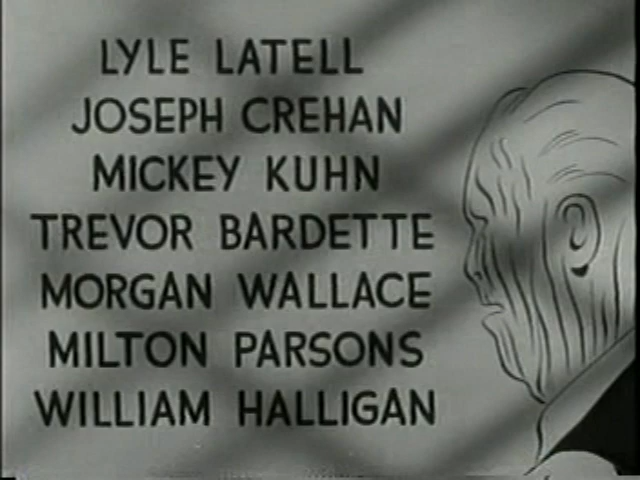 LYLE LATELL
JOSEPH CREHAN
MICKEY KUHN
TREVOR BARDETTE
MORGAN WALLACE
MILTON PARSONS
WILLIAM HALLIGAN